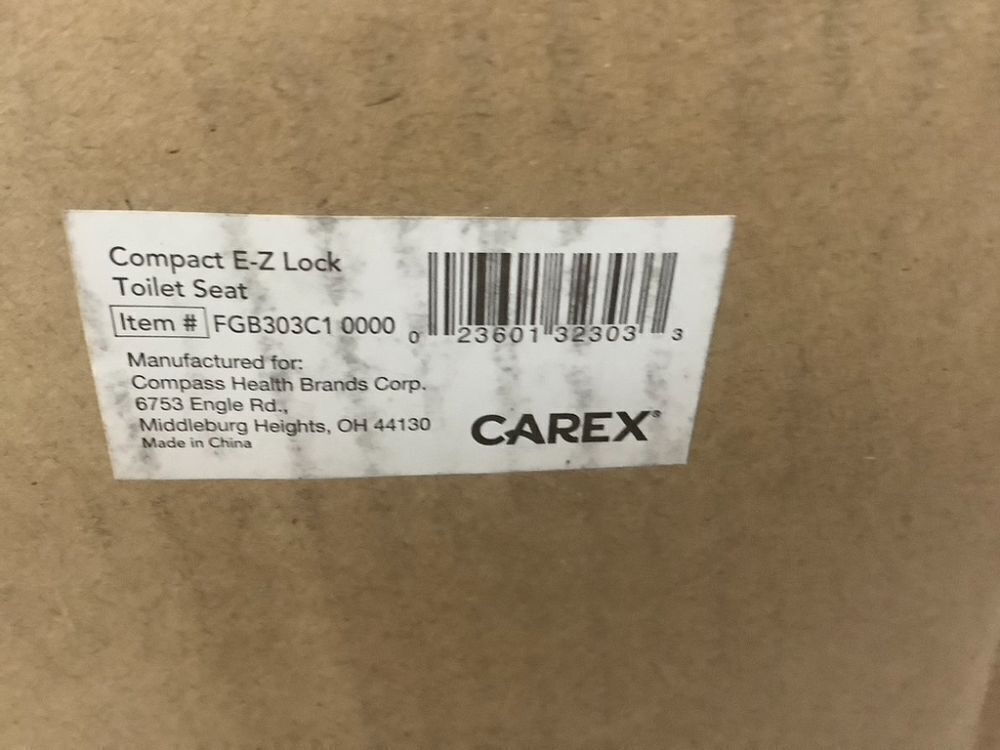 Compact E-Z Lock
Toilet Seat
Item # FGB303C1 0000
0 23601 32303 3
Manufactured for:
Compass Health Brands Corp.
6753 Engle Rd.,
Middleburg Heights, OH 44130
Made in China
CAREX®